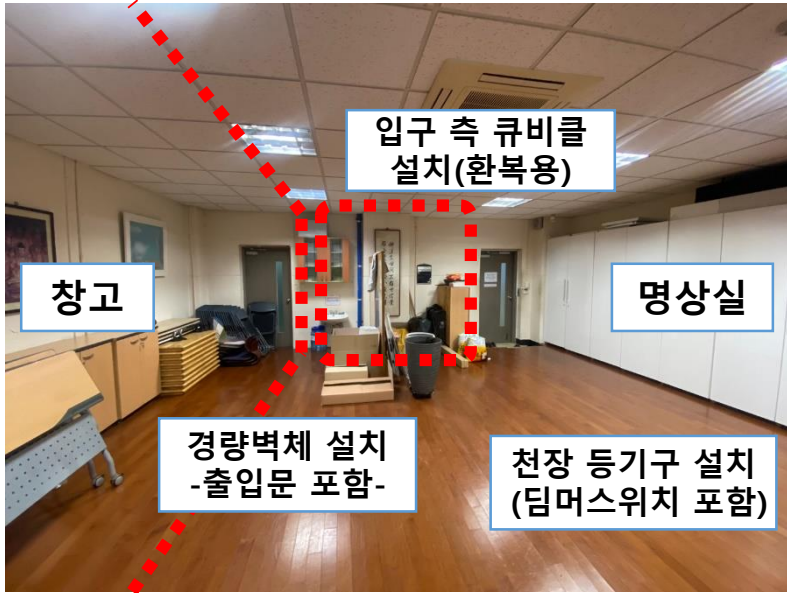 입구 측 큐비클
설치(환복용)
창고
명상실
경량벽체 설치
-출입문 포함-
천장 등기구 설치
(딤머스위치 포함)